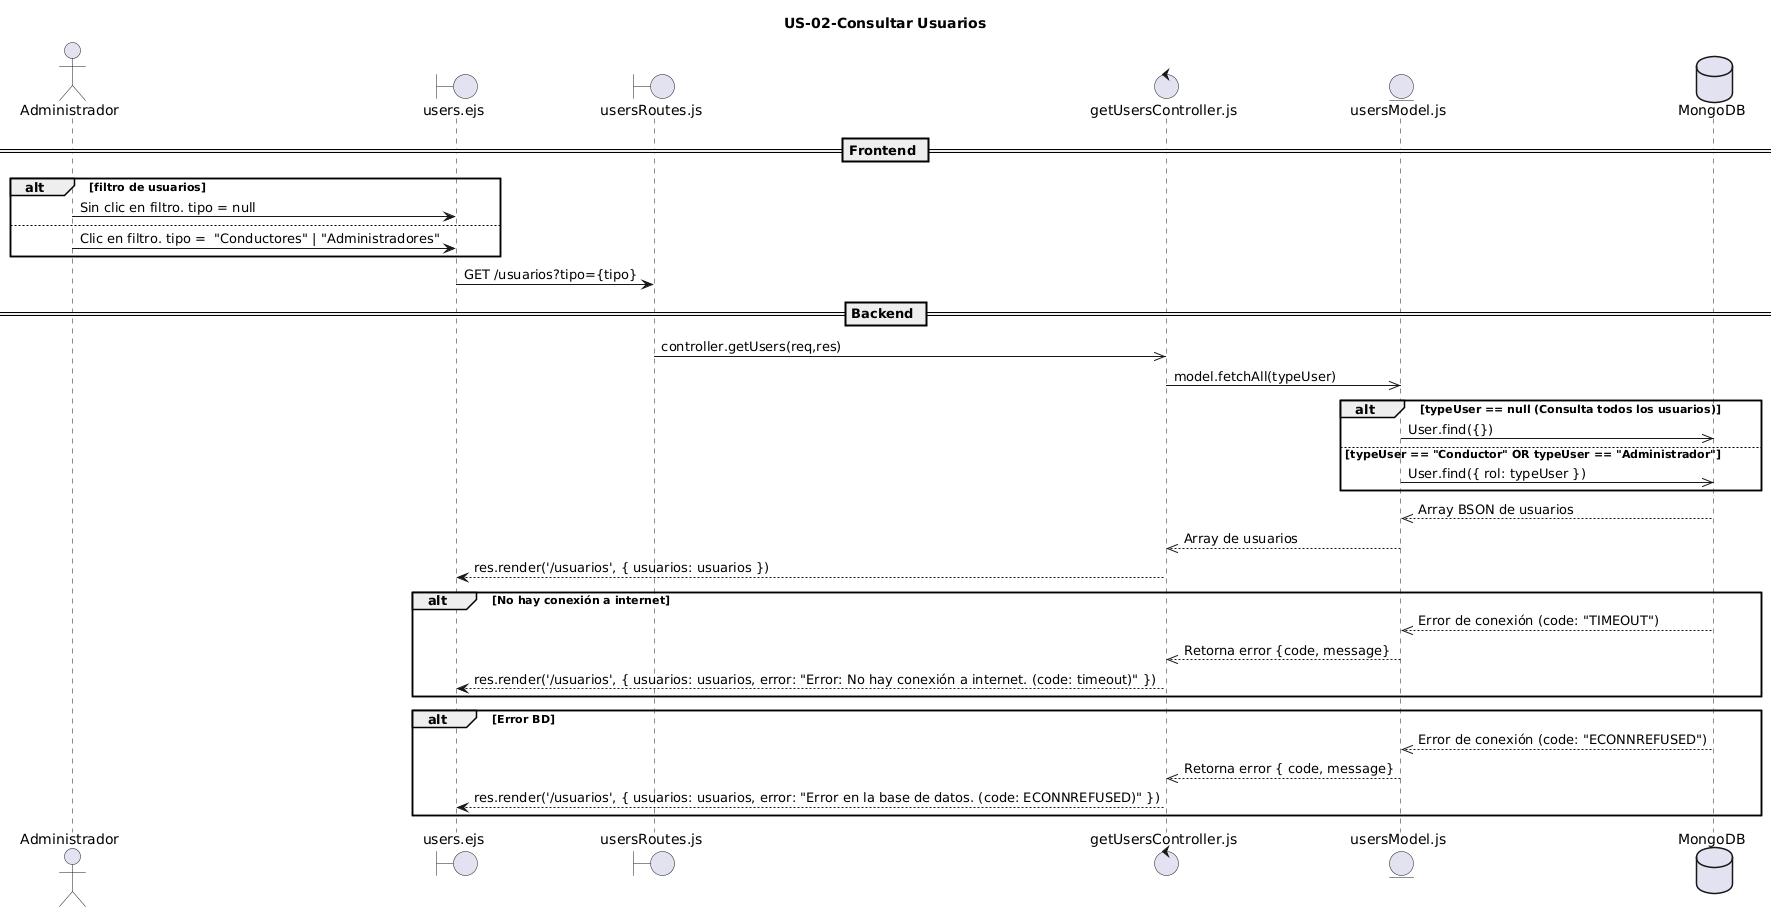 US-02-Consultar Usuarios
Administrador
users.ejs
usersRoutes.js
getUsersController.js
usersModel.js
MongoDB
Frontend
alt [filtro de usuarios]
Sin clic en filtro. tipo = null
Clic en filtro. tipo =  "Conductores" | "Administradores"
GET /usuarios?tipo={tipo}
Backend
controller.getUsers(req,res)
model.fetchAll(typeUser)
alt [typeUser == null (Consulta todos los usuarios)]
User.find({})
[typeUser == "Conductor" OR typeUser == "Administrador"]
User.find({ rol: typeUser })
Array BSON de usuarios
Array de usuarios
res.render('/usuarios', { usuarios: usuarios })
alt [No hay conexión a internet]
Error de conexión (code: "TIMEOUT")
Retorna error {code, message}
res.render('/usuarios', { usuarios: usuarios, error: "Error: No hay conexión a internet. (code: timeout)" })
alt [Error BD]
Error de conexión (code: "ECONNREFUSED")
Retorna error { code, message}
res.render('/usuarios', { usuarios: usuarios, error: "Error en la base de datos. (code: ECONNREFUSED)" })
Administrador
users.ejs
usersRoutes.js
getUsersController.js
usersModel.js
MongoDB